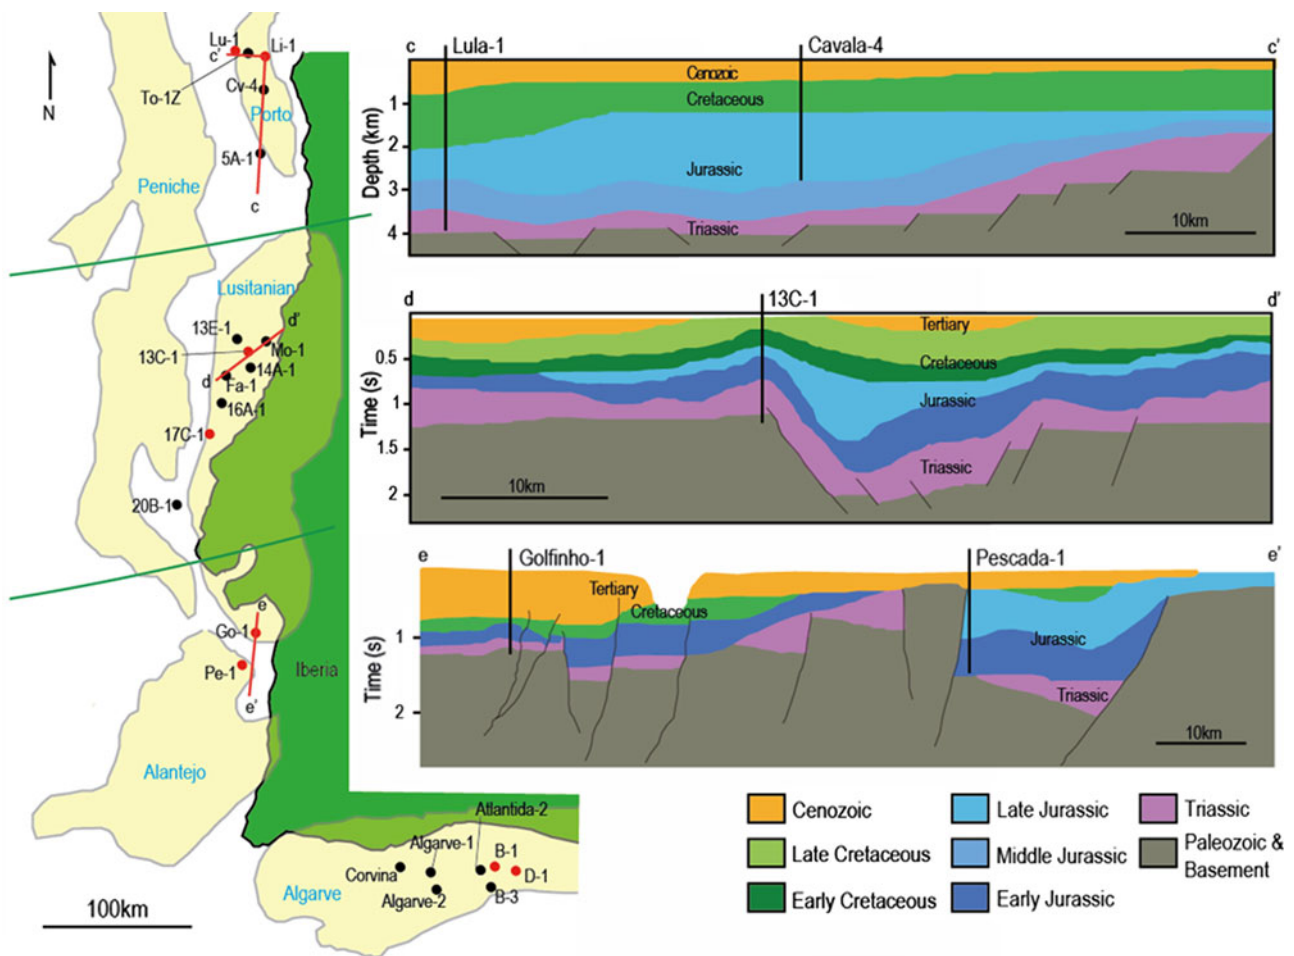 Lu-1
Li-1
c'
To-1Z
Cv-4
N
Porto
5A-1
Peniche
c
Lusitanian
13E-1
d'
13C-1
Mo-1
14A-1
d
Fa-1
16A-1
17C-1
20B-1
e
Go-1
Pe-1
Iberia
e'
Alantejo
Atlantida-2
Algarve-1
B-1
Corvina
D-1
Algarve
Algarve-2
B-3
100km
c
Lula-1
Cavala-4
c'
Cenozoic
Cretaceous
Jurassic
Triassic
Depth (km)
1
2
3
4
10km
d
13C-1
d'
Tertiary
Cretaceous
Jurassic
Triassic
Time (s)
0.5
1
1.5
2
10km
e
Golfinho-1
Pescada-1
e'
Tertiary
Cretaceous
Jurassic
Triassic
Time (s)
1
2
10km
Cenozoic
Late Cretaceous
Early Cretaceous
Late Jurassic
Middle Jurassic
Early Jurassic
Triassic
Paleozoic &
Basement